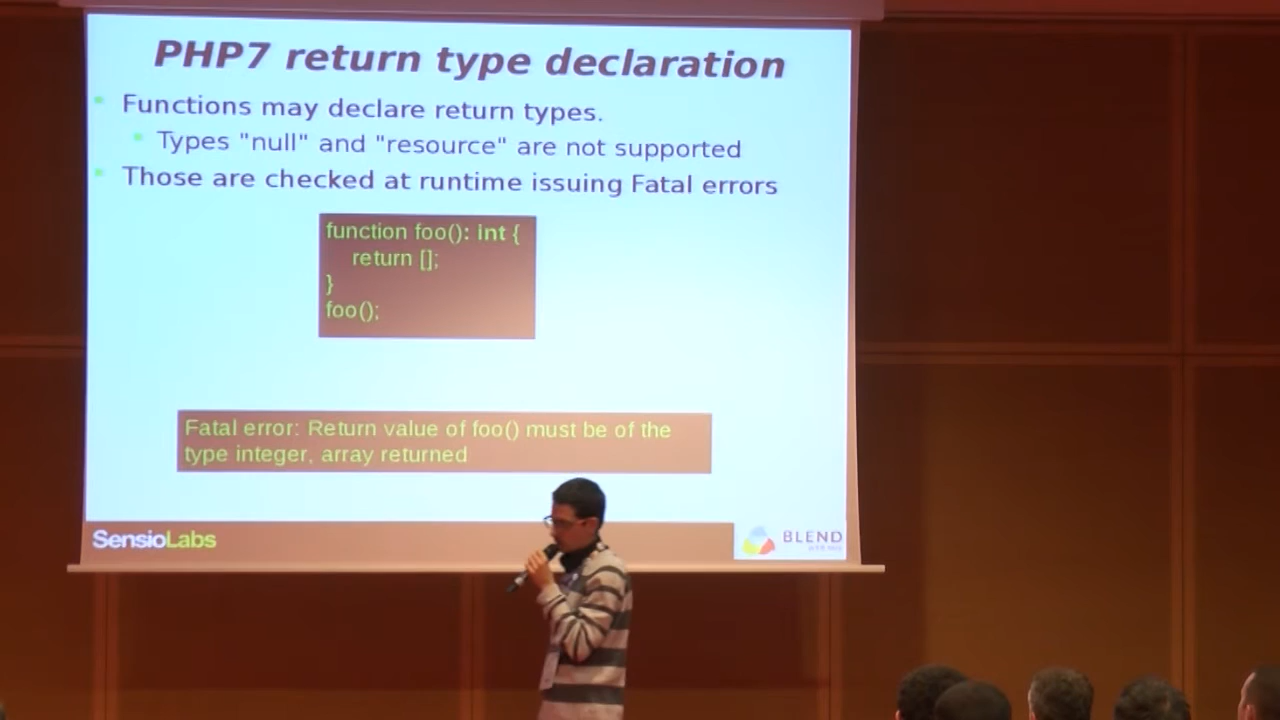 PHP7 return type declaration
Functions may declare return types.
Types "null" and "resource" are not supported
Those are checked at runtime issuing Fatal errors
function foo(): int {
return [];
}
foo();
Fatal error: Return value of foo() must be of the
type integer, array returned
SensioLabs
BLEND